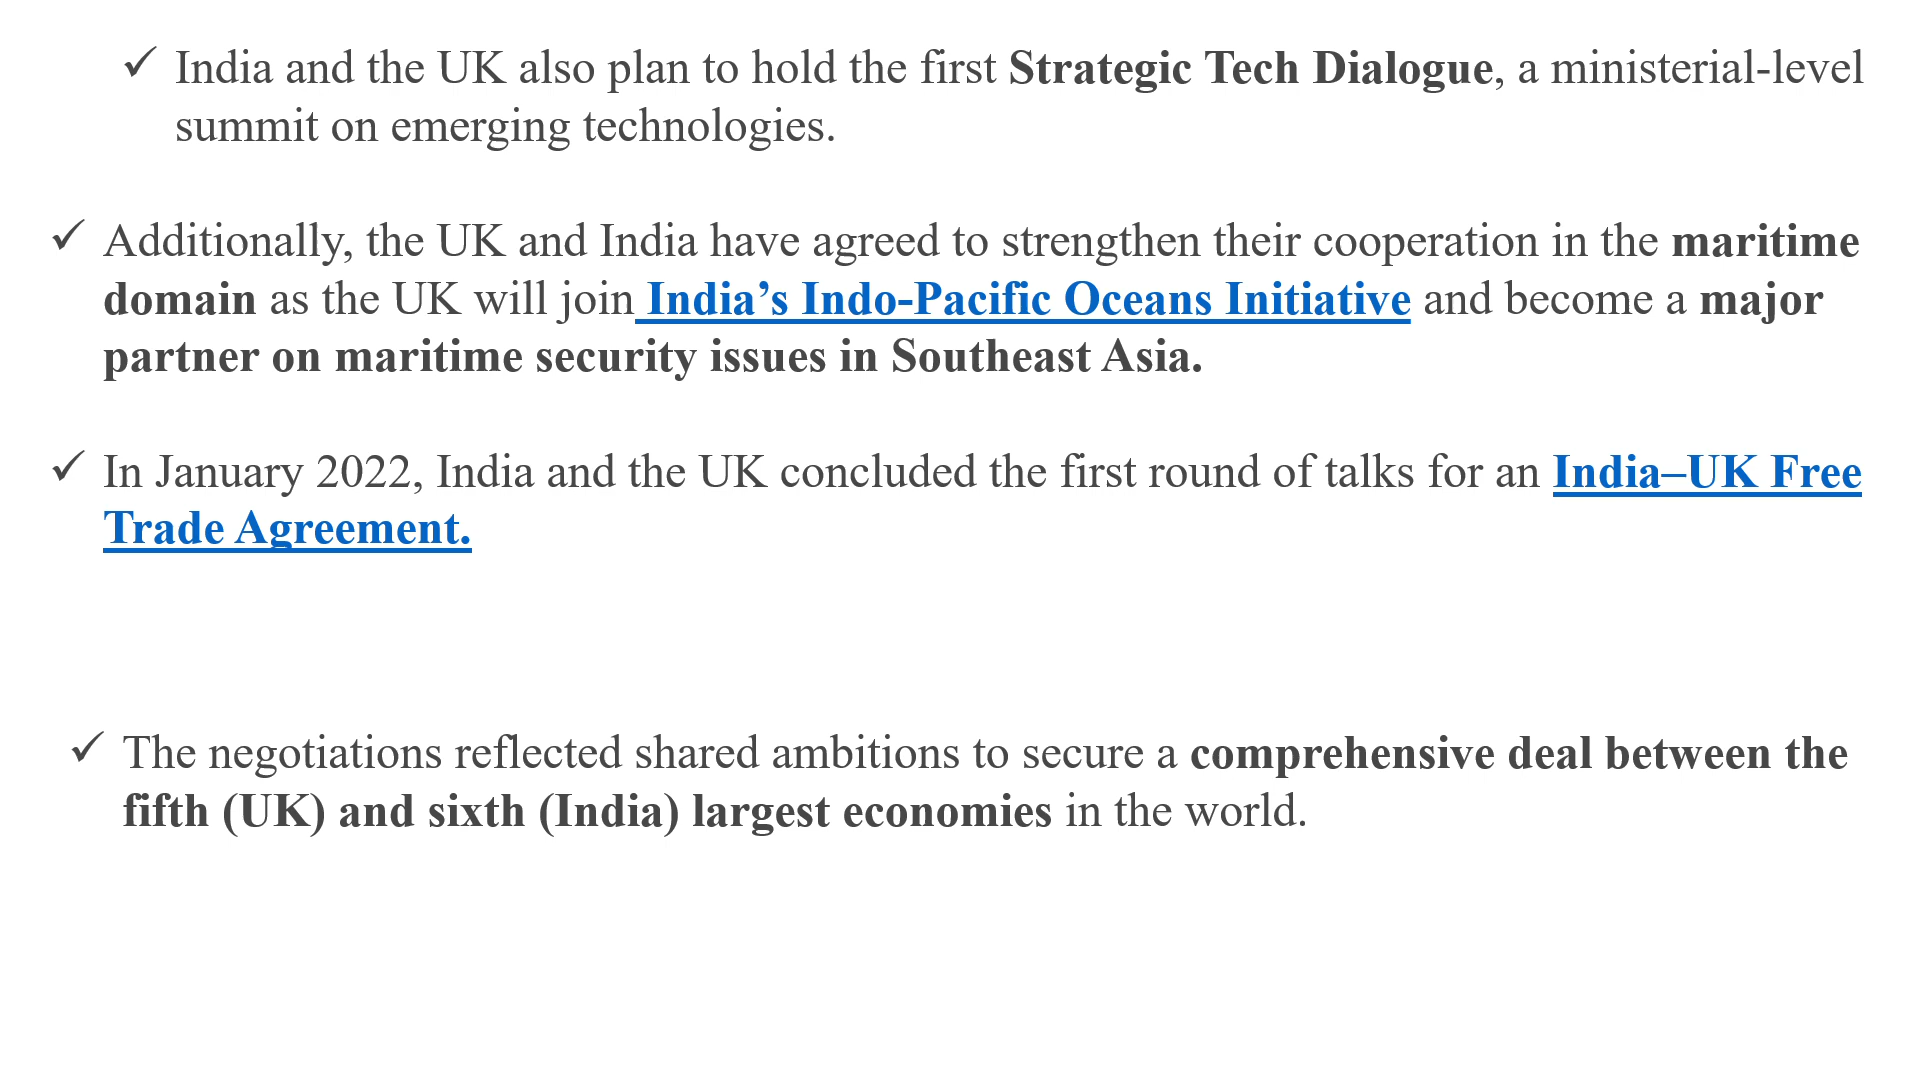 ✓ India and the UK also plan to hold the first Strategic Tech Dialogue, a ministerial-level
summit on emerging technologies.
✓ Additionally, the UK and India have agreed to strengthen their cooperation in the maritime
domain as the UK will join India’s Indo-Pacific Oceans Initiative and become a major
partner on maritime security issues in Southeast Asia.
✓ In January 2022, India and the UK concluded the first round of talks for an India–UK Free
Trade Agreement.
✓ The negotiations reflected shared ambitions to secure a comprehensive deal between the
fifth (UK) and sixth (India) largest economies in the world.